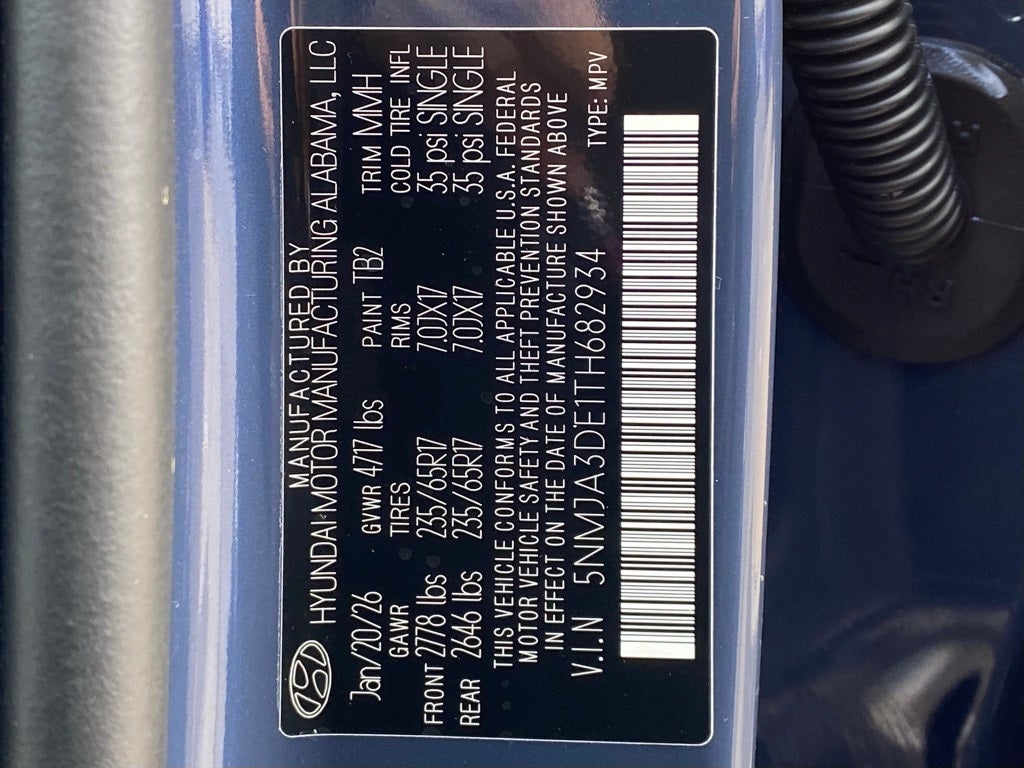 MANUFACTURED BY
HYUNDAI MOTOR MANUFACTURING ALABAMA, LLC
Jan/20/26 GVWR 4717 lbs PAINT TB2 TRIM MMH
GAWR TIRES RIMS COLD TIRE INFL
FRONT 2778 lbs 235/65R17 7.0JX17 35 psi SINGLE
REAR 2646 lbs 235/65R17 7.0JX17 35 psi SINGLE
THIS VEHICLE CONFORMS TO ALL APPLICABLE U.S.A. FEDERAL
MOTOR VEHICLE SAFETY AND THEFT PREVENTION STANDARDS
IN EFFECT ON THE DATE OF MANUFACTURE SHOWN ABOVE
V.I.N 5NMJA3DE1TH682934 TYPE: MPV